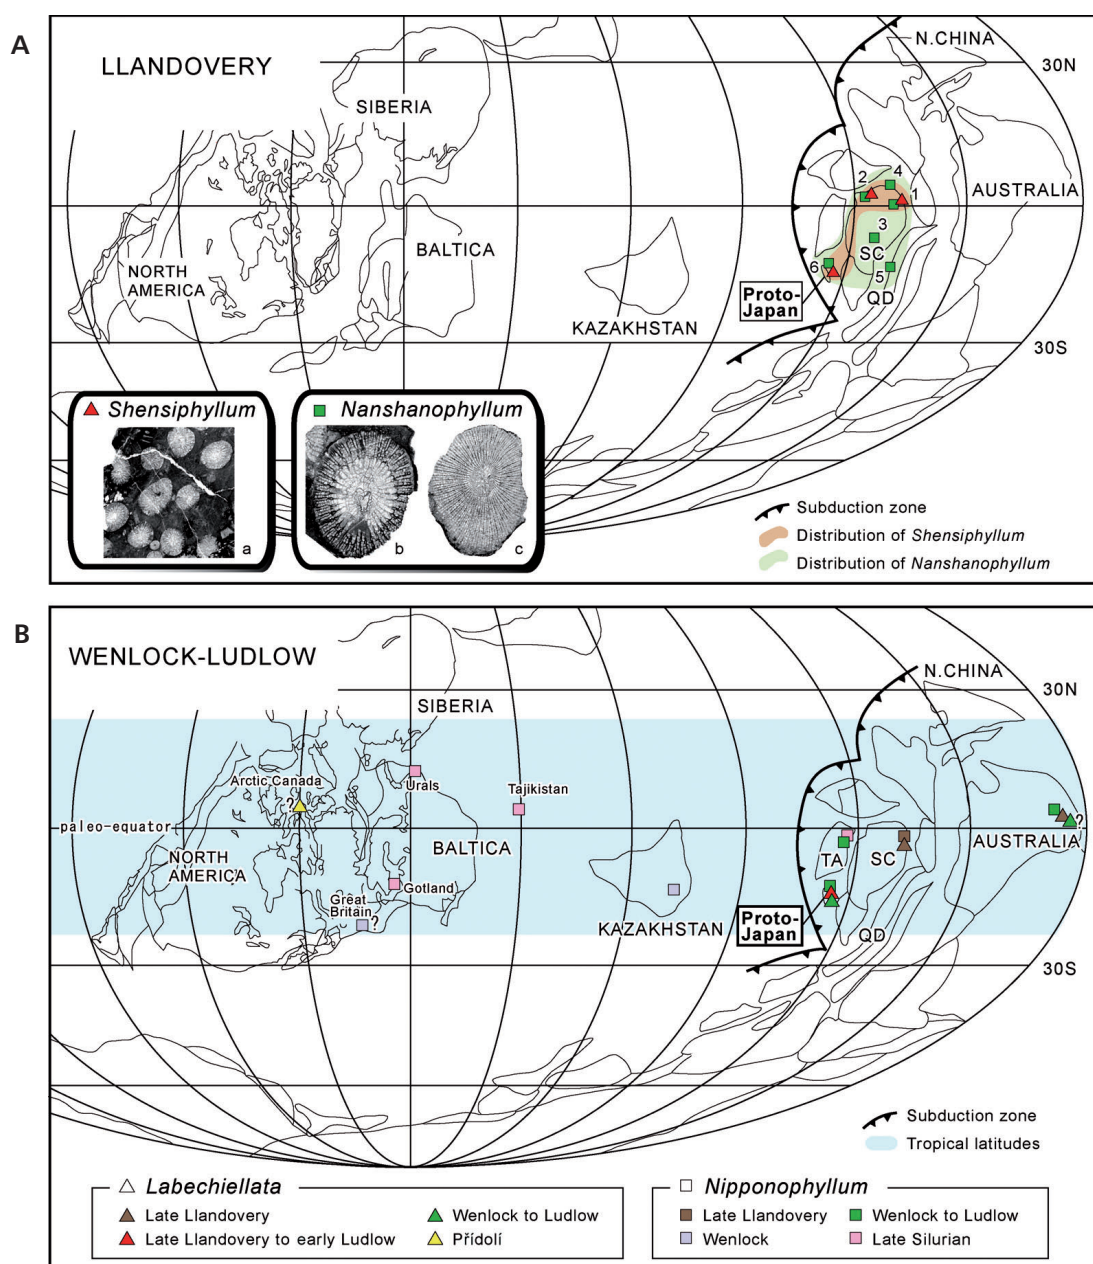 A
LLANDOVERY
N.CHINA
30N
SIBERIA
2
4
1
AUSTRALIA
3
BALTICA
SC
NORTH
AMERICA
6
5
Proto-
Japan
QD
KAZAKHSTAN
30S
Shensiphyllum
Nanshanophyllum
a
b
c
Subduction zone
Distribution of Shensiphyllum
Distribution of Nanshanophyllum
B
WENLOCK-LUDLOW
N.CHINA
30N
SIBERIA
Arctic Canada
?
Urals
Tajikistan
paleo-equator
?
NORTH
AMERICA
BALTICA
TA
SC
AUSTRALIA
Gotland
Great
Britain
?
KAZAKHSTAN
Proto-
Japan
QD
30S
Subduction zone
Tropical latitudes
Labechiellata
Late Llandovery
Wenlock to Ludlow
Late Llandovery to early Ludlow
Přídolí
Nipponophyllum
Late Llandovery
Wenlock to Ludlow
Wenlock
Late Silurian